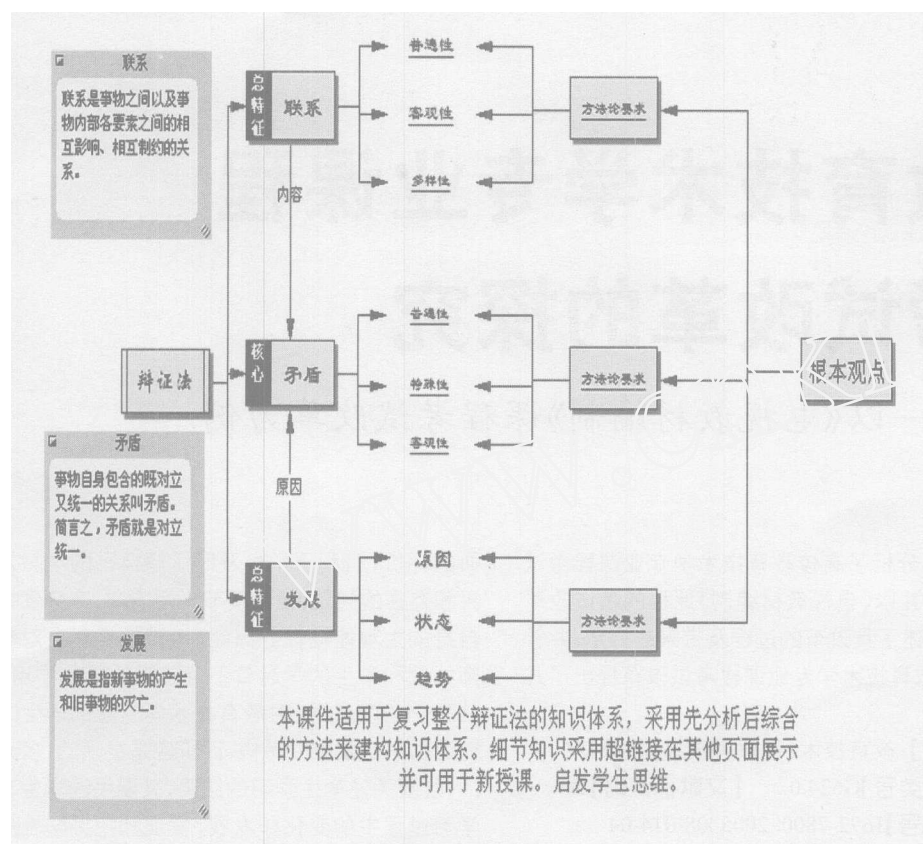 联系
联系是事物之间以及事
物内部各要素之间的相
互影响、相互制约的关
系。
总特征
联系
普遍性
客观性
多样性
方法论要求
内容
辩证法
核心
矛盾
普遍性
特殊性
客观性
方法论要求
根本观点
矛盾
事物自身包含的既对立
又统一的关系叫矛盾。
简言之，矛盾就是对立
统一。
原因
总特征
发展
原因
状态
趋势
方法论要求
发展
发展是指新事物的产生
和旧事物的灭亡。
本课件适用于复习整个辩证法的知识体系，采用先分析后综合
的方法来建构知识体系。细节知识采用超链接在其他页面展示
并可用于新授课。启发学生思维。